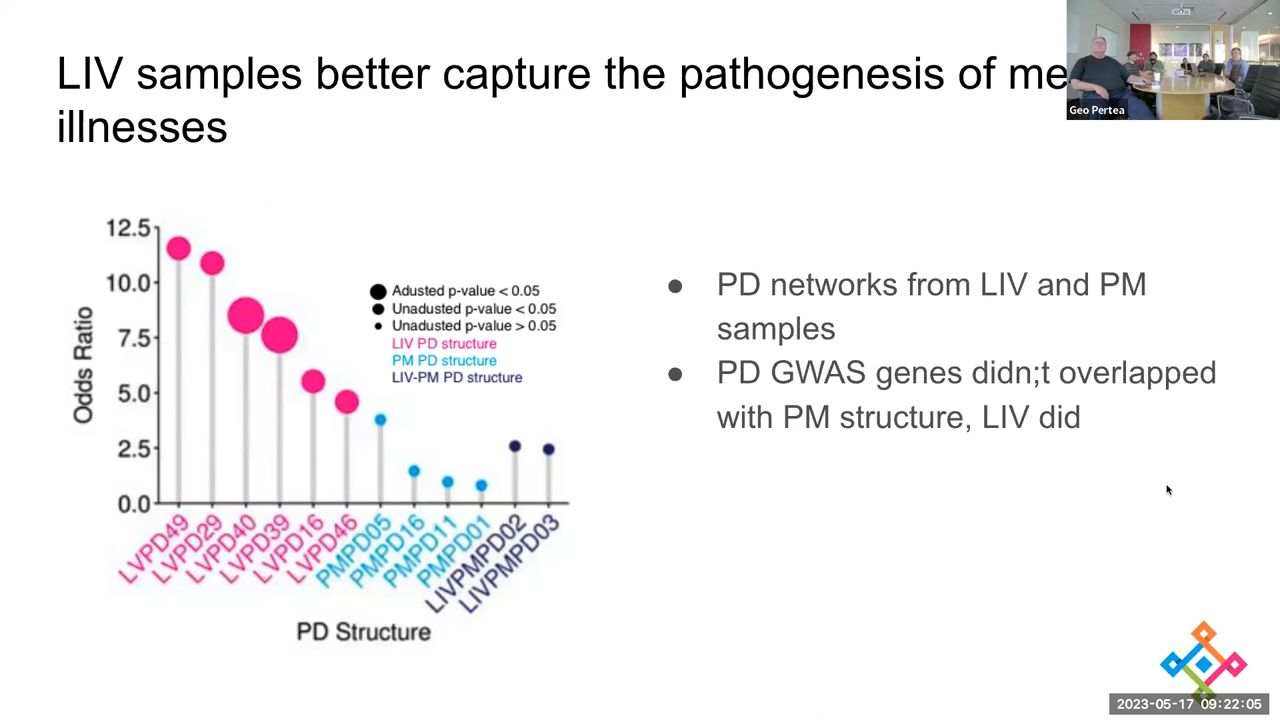 LIV samples better capture the pathogenesis of me
illnesses
Geo Pertea
12.5
10.0
7.5
5.0
2.5
0.0
Odds Ratio
Adusted p-value < 0.05
Unadusted p-value < 0.05
Unadusted p-value > 0.05
LIV PD structure
PM PD structure
LIV-PM PD structure
LVPD49
LVPD29
LVPD40
LVPD39
LVPD16
LVPD46
PMPD05
PMPD16
PMPD11
PMPD01
LIVPMPD02
LIVPMPD03
PD Structure
● PD networks from LIV and PM
samples
● PD GWAS genes didn;t overlapped
with PM structure, LIV did
2023-05-17 09:22:05